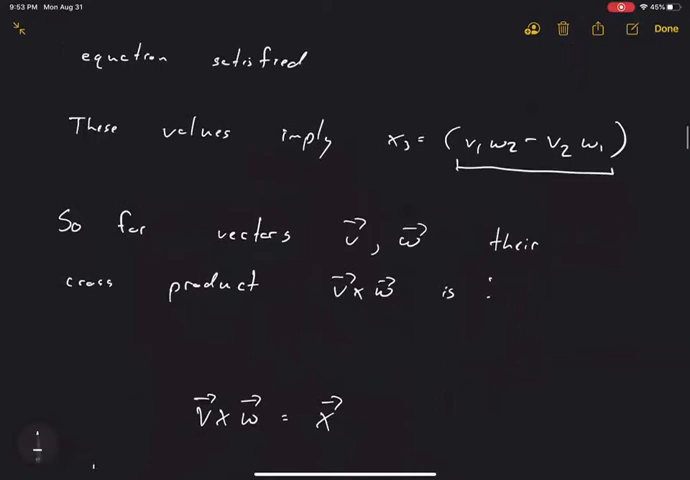 9:53 PM Mon Aug 31
45%
Done
equation satisfied
These values imply x₃ = (v₁w₂ - v₂w₁)
So for vectors v⃗, w⃗ their
cross product v⃗ x w⃗ is :
v⃗ x w⃗ = x⃗